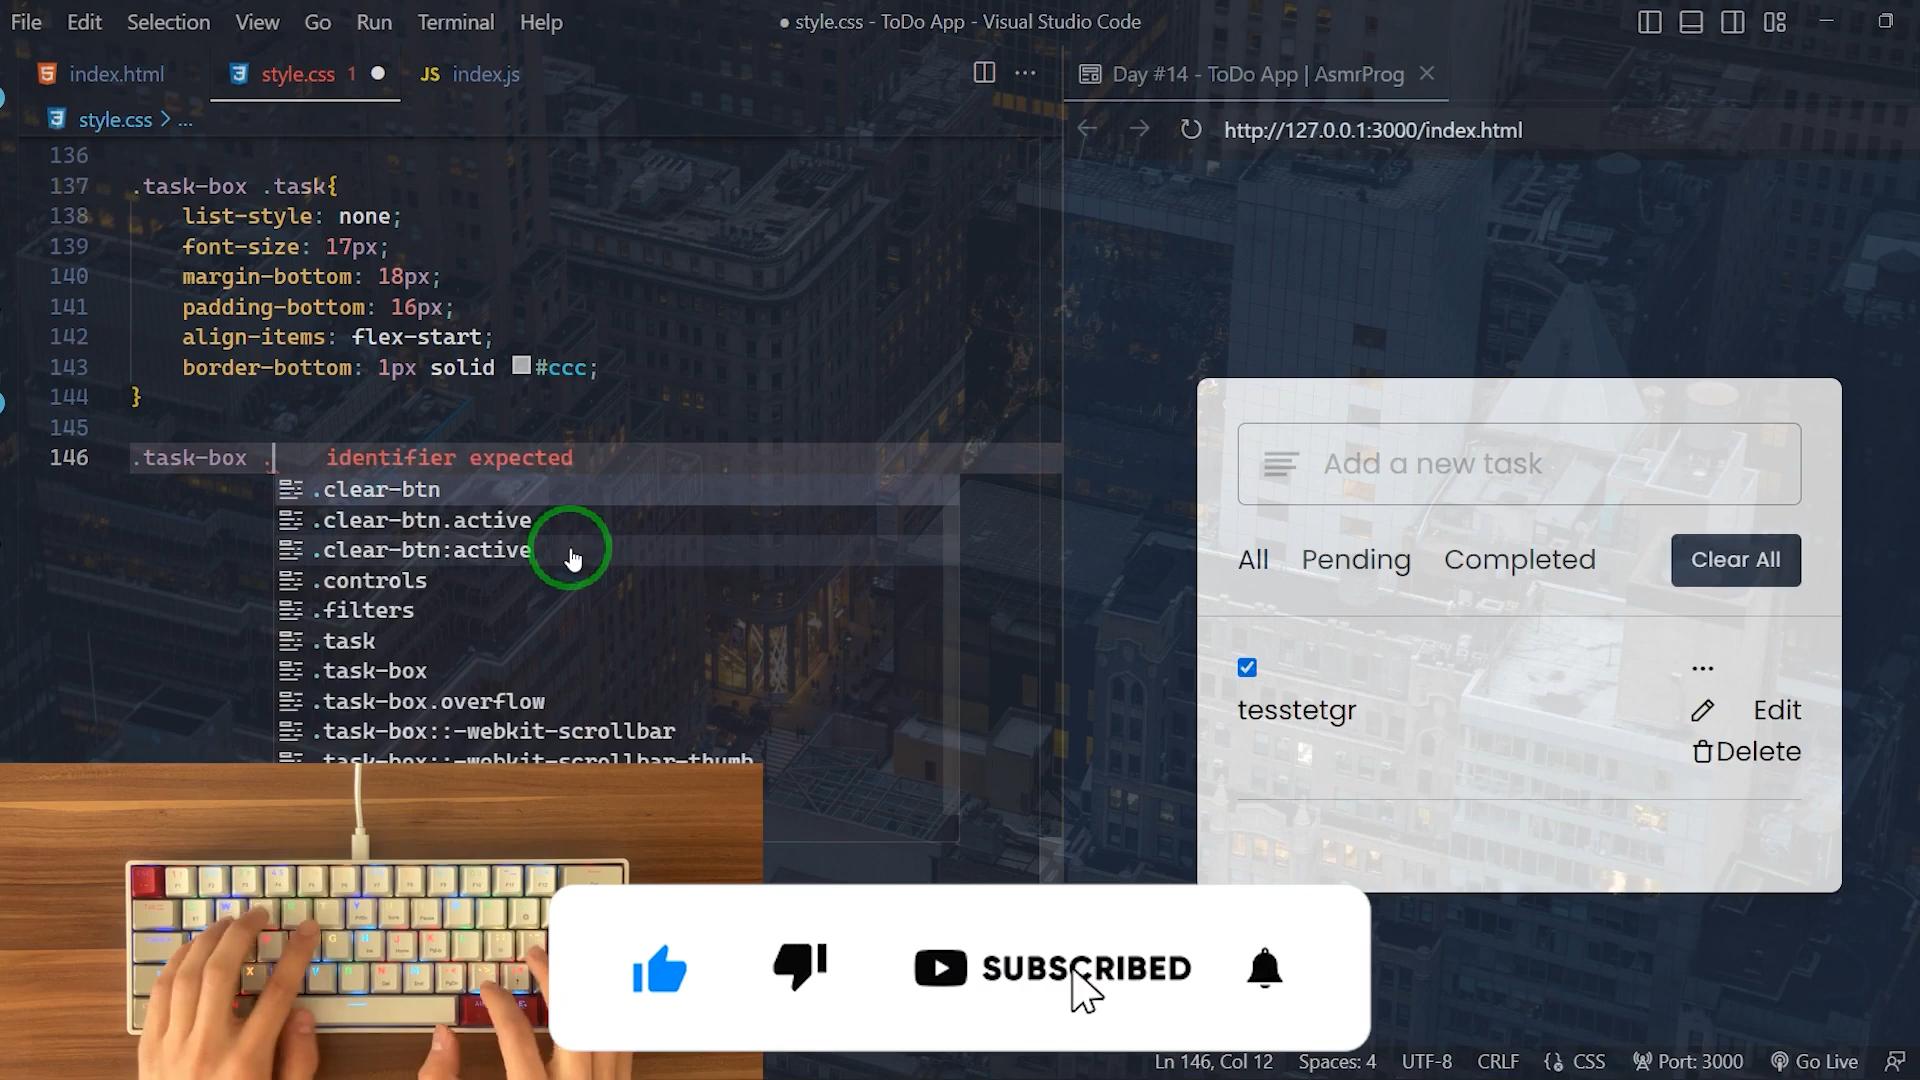 File Edit Selection View Go Run Terminal Help
● style.css - ToDo App - Visual Studio Code
index.html
style.css 1 ●
JS index.js
Day #14 - ToDo App | AsmrProg
style.css > ...
http://127.0.0.1:3000/index.html
136
137 .task-box .task{
138 list-style: none;
139 font-size: 17px;
140 margin-bottom: 18px;
141 padding-bottom: 16px;
142 align-items: flex-start;
143 border-bottom: 1px solid #ccc;
144 }
145
146 .task-box . identifier expected
.clear-btn
.clear-btn.active
.clear-btn:active
.controls
.filters
.task
.task-box
.task-box.overflow
.task-box::-webkit-scrollbar
.task-box::-webkit-scrollbar-thumb
Add a new task
All Pending Completed Clear All
...
tesstetgr
Edit
Delete
SUBSCRIBED
Ln 146, Col 12 Spaces: 4 UTF-8 CRLF CSS Port: 3000 Go Live